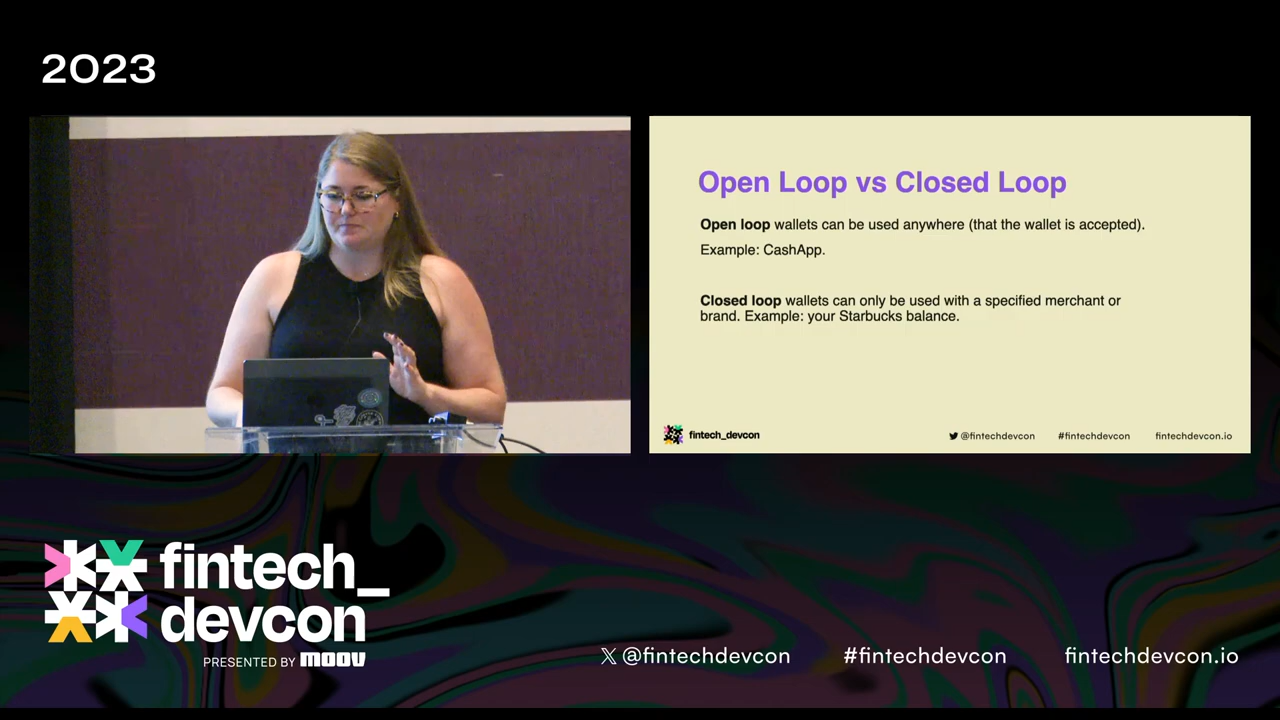 2023
Open Loop vs Closed Loop
Open loop wallets can be used anywhere (that the wallet is accepted).
Example: CashApp.
Closed loop wallets can only be used with a specified merchant or
brand. Example: your Starbucks balance.
fintech_devcon
@fintechdevcon #fintechdevcon fintechdevcon.io
fintech_
devcon
PRESENTED BY moov
𝕏 @fintechdevcon #fintechdevcon fintechdevcon.io